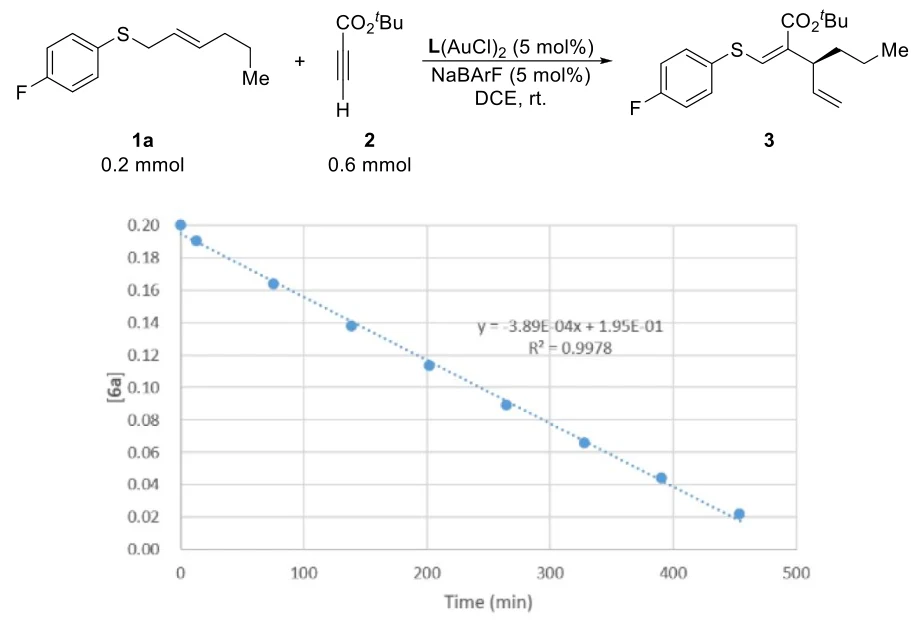 CO₂ᵗBu
CO₂ᵗBu
S
S
L(AuCl)₂ (5 mol%)
Me
+
NaBArF (5 mol%)
Me
F
DCE, rt.
F
H
1a
2
3
0.2 mmol
0.6 mmol
0.20
0.18
0.16
0.14
y = -3.89E-04x + 1.95E-01
R² = 0.9978
0.12
[6a]
0.10
0.08
0.06
0.04
0.02
0.00
0 100 200 300 400 500
Time (min)